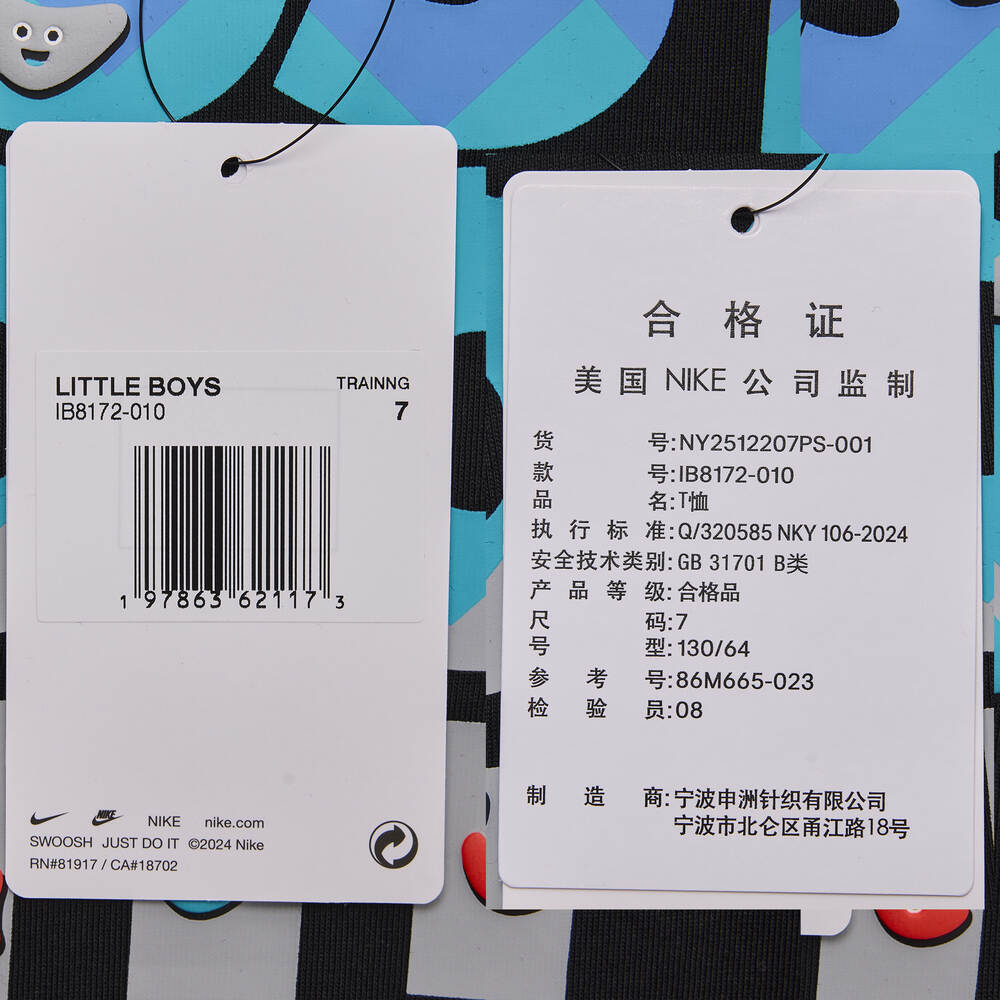 LITTLE BOYS
TRAINNG
IB8172-010
7
1 97863 62117 3
NIKE
NIKE nike.com
SWOOSH JUST DO IT ©2024 Nike
RN#81917 / CA#18702
合格证
美国NIKE公司监制
货号:NY2512207PS-001
款号:IB8172-010
品名:T恤
执行标准:Q/320585 NKY 106-2024
安全技术类别:GB 31701 B类
产品等级:合格品
尺码:7
号型:130/64
参考号:86M665-023
检验员:08
制造商:宁波申洲针织有限公司
宁波市北仑区甬江路18号